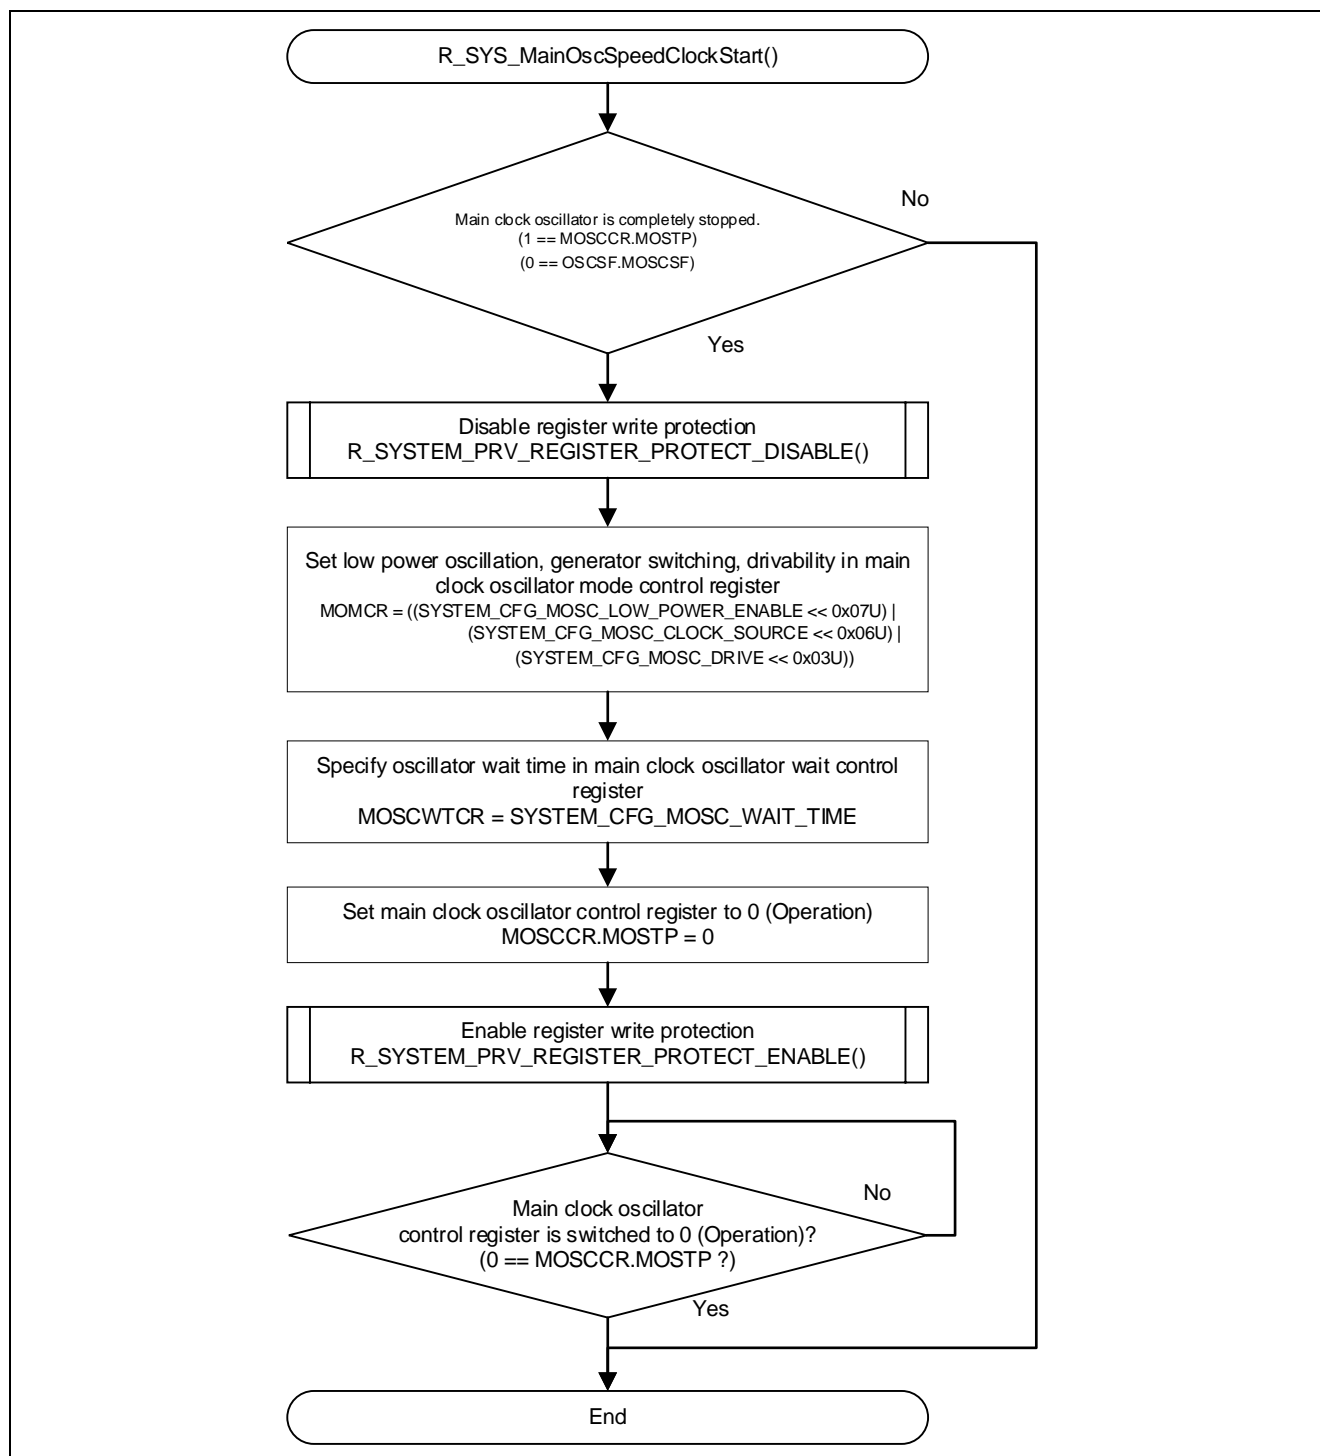 R_SYS_MainOscSpeedClockStart()
No
Main clock oscillator is completely stopped.
(1 == MOSCCR.MOSTP)
(0 == OSCSF.MOSCSF)
Yes
Disable register write protection
R_SYSTEM_PRV_REGISTER_PROTECT_DISABLE()
Set low power oscillation, generator switching, drivability in main
clock oscillator mode control register
MOMCR = ((SYSTEM_CFG_MOSC_LOW_POWER_ENABLE << 0x07U) |
(SYSTEM_CFG_MOSC_CLOCK_SOURCE << 0x06U) |
(SYSTEM_CFG_MOSC_DRIVE << 0x03U))
Specify oscillator wait time in main clock oscillator wait control
register
MOSCWTCR = SYSTEM_CFG_MOSC_WAIT_TIME
Set main clock oscillator control register to 0 (Operation)
MOSCCR.MOSTP = 0
Enable register write protection
R_SYSTEM_PRV_REGISTER_PROTECT_ENABLE()
No
Main clock oscillator
control register is switched to 0 (Operation)?
(0 == MOSCCR.MOSTP ?)
Yes
End